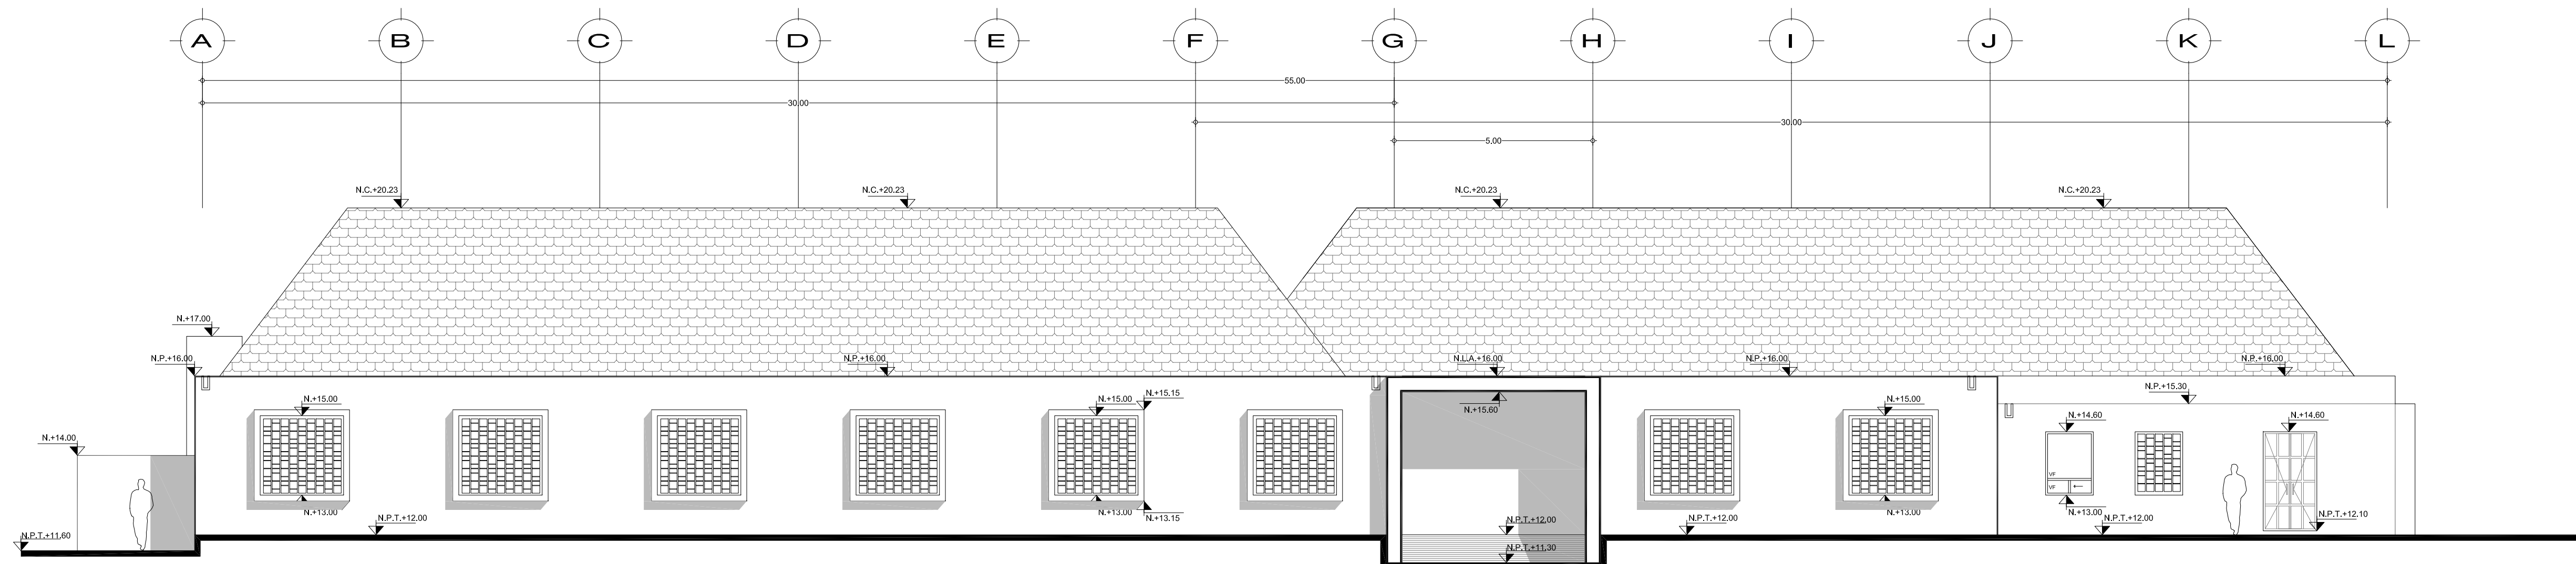 A B C D E F G H I J K L
55.00
30.00
30.00
5.00
N.C.+20.23 N.C.+20.23 N.C.+20.23 N.C.+20.23
N.+17.00
N.P.+16.00 N.P.+16.00 N.L.A.+16.00 N.P.+16.00 N.P.+16.00
N.P.+15.30
N.+15.00 N.+15.00 N.+15.15 N.+15.00
N.+15.60
N.+14.60 N.+14.60
N.+14.00
VF
VF
N.+13.00 N.+13.00 N.+13.15 N.+13.00 N.+13.00
N.P.T.+12.00 N.P.T.+12.00 N.P.T.+12.00 N.P.T.+12.00 N.P.T.+12.10
N.P.T.+11.60
N.P.T.+11.30